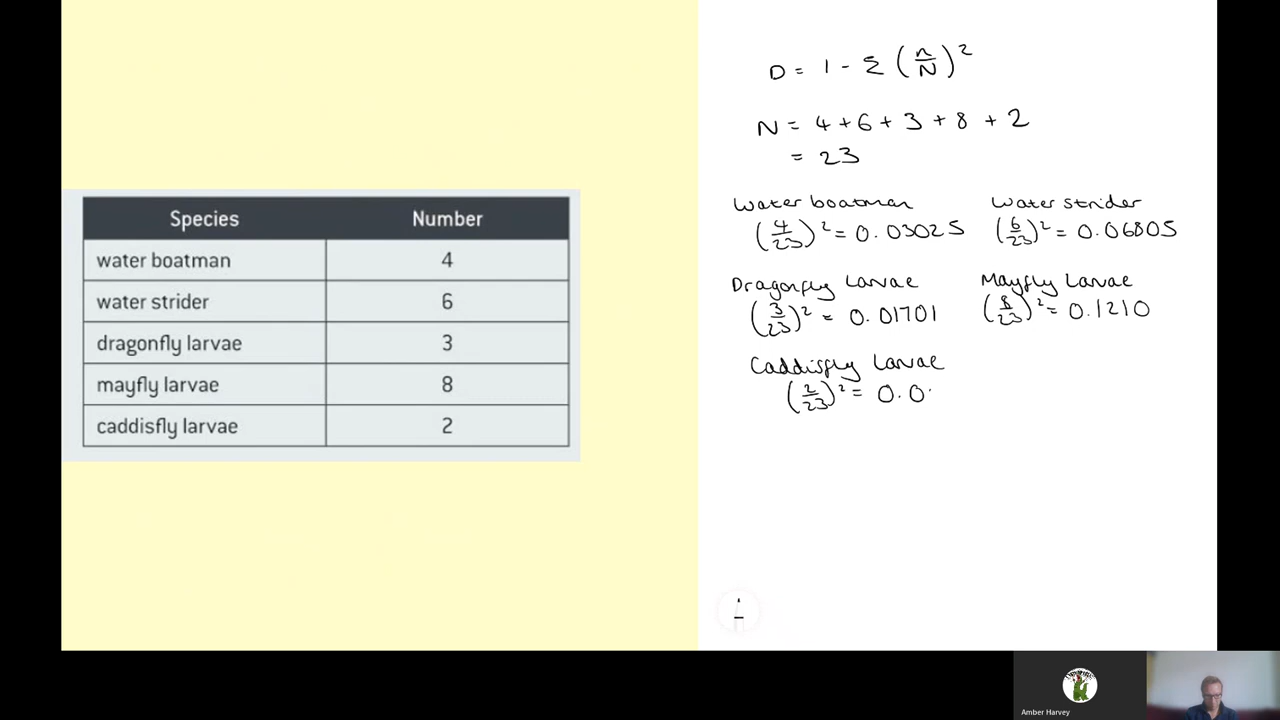 Species Number
water boatman 4
water strider 6
dragonfly larvae 3
mayfly larvae 8
caddisfly larvae 2
D = 1 - Σ (n/N)²
N = 4 + 6 + 3 + 8 + 2
= 23
Water boatman
(4/23)² = 0.03025
Water strider
(6/23)² = 0.06805
Dragonfly Larvae
(3/23)² = 0.01701
Mayfly Larvae
(8/23)² = 0.1210
Caddisfly Larvae
(2/23)² = 0.0
Amber Harvey